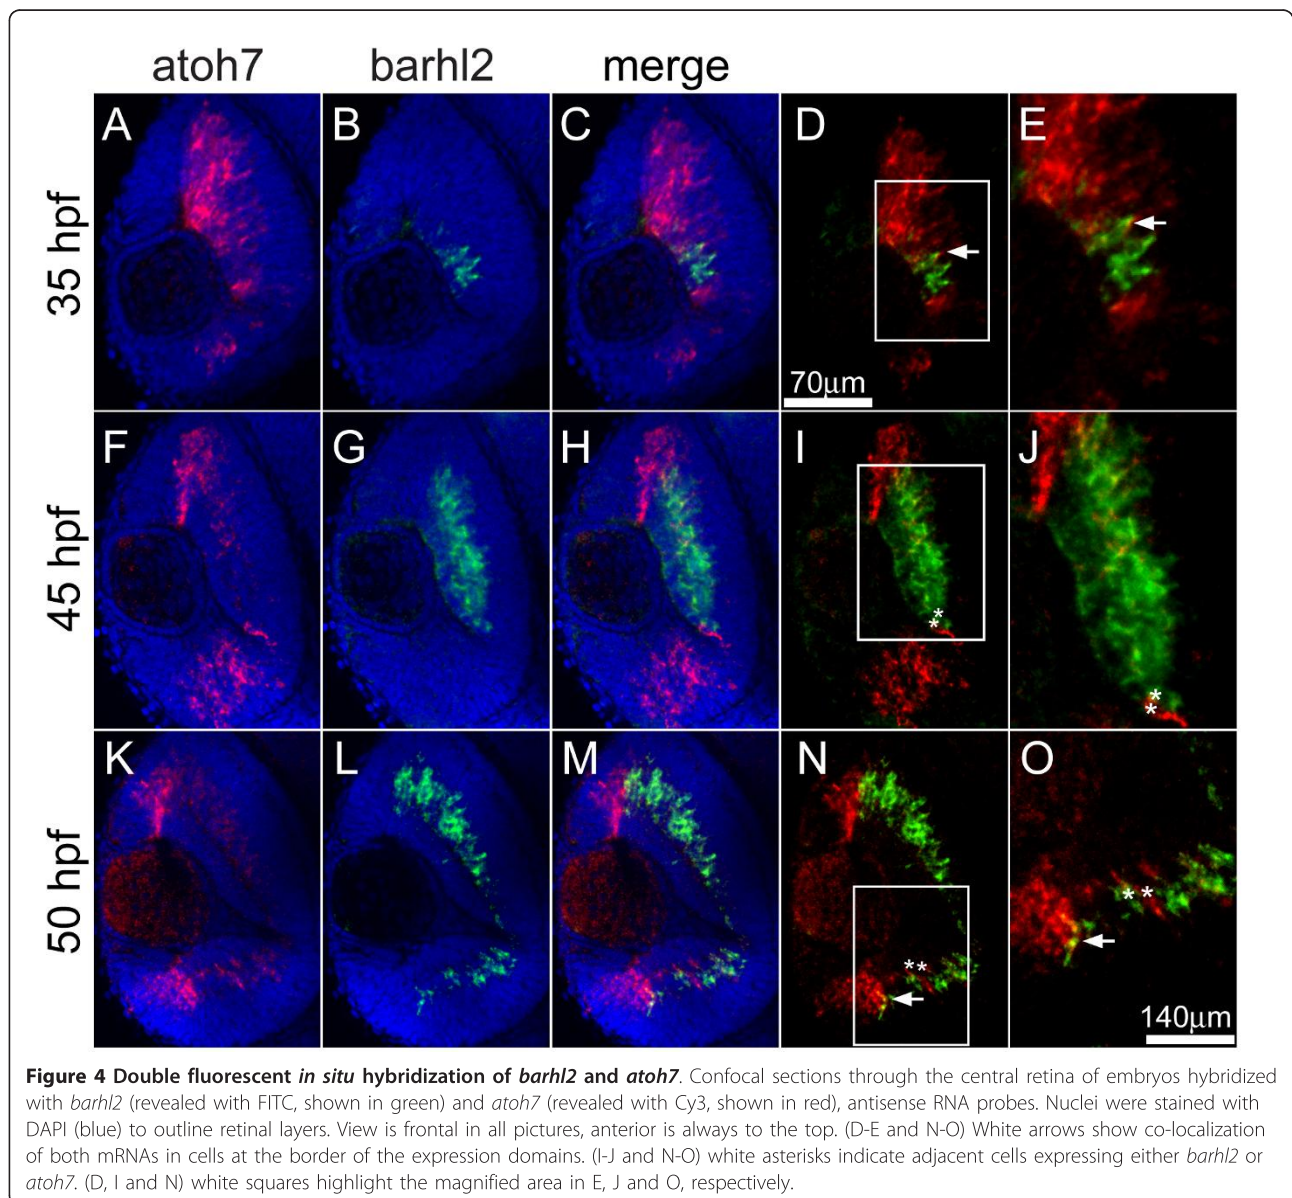 atoh7 barhl2 merge
35 hpf
A B C D E
70µm
45 hpf
F G H I J
* *
* *
50 hpf
K L M N O
** * *
140µm
Figure 4 Double fluorescent in situ hybridization of barhl2 and atoh7. Confocal sections through the central retina of embryos hybridized
with barhl2 (revealed with FITC, shown in green) and atoh7 (revealed with Cy3, shown in red), antisense RNA probes. Nuclei were stained with
DAPI (blue) to outline retinal layers. View is frontal in all pictures, anterior is always to the top. (D-E and N-O) White arrows show co-localization
of both mRNAs in cells at the border of the expression domains. (I-J and N-O) white asterisks indicate adjacent cells expressing either barhl2 or
atoh7. (D, I and N) white squares highlight the magnified area in E, J and O, respectively.